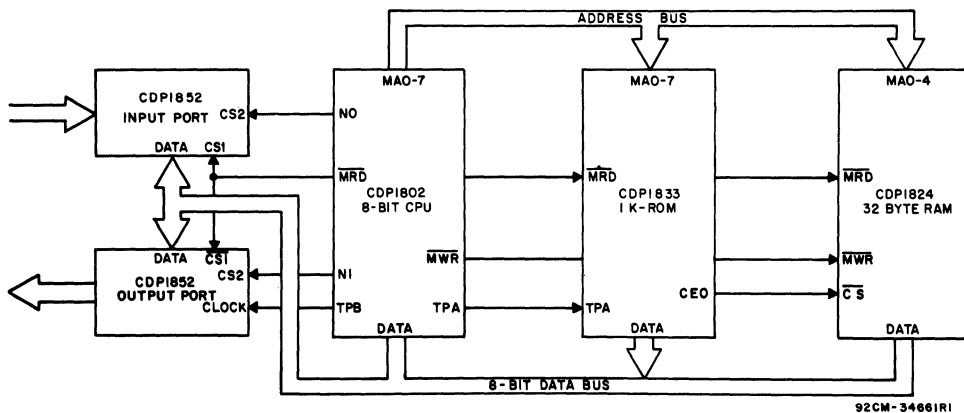 ADDRESS BUS
MA0-7
MA0-7
MA0-4
CDP1852
INPUT PORT
CS2
N0
DATA
CS1
MRD
CDP1802
8-BIT CPU
MRD
CDP1833
1 K-ROM
MRD
CDP1824
32 BYTE RAM
DATA
CS1
CDP1852
OUTPUT PORT
CS2
N1
MWR
MWR
CLOCK
TPB
TPA
TPA
CEO
CS
DATA
DATA
DATA
8-BIT DATA BUS
92CM-34661R1